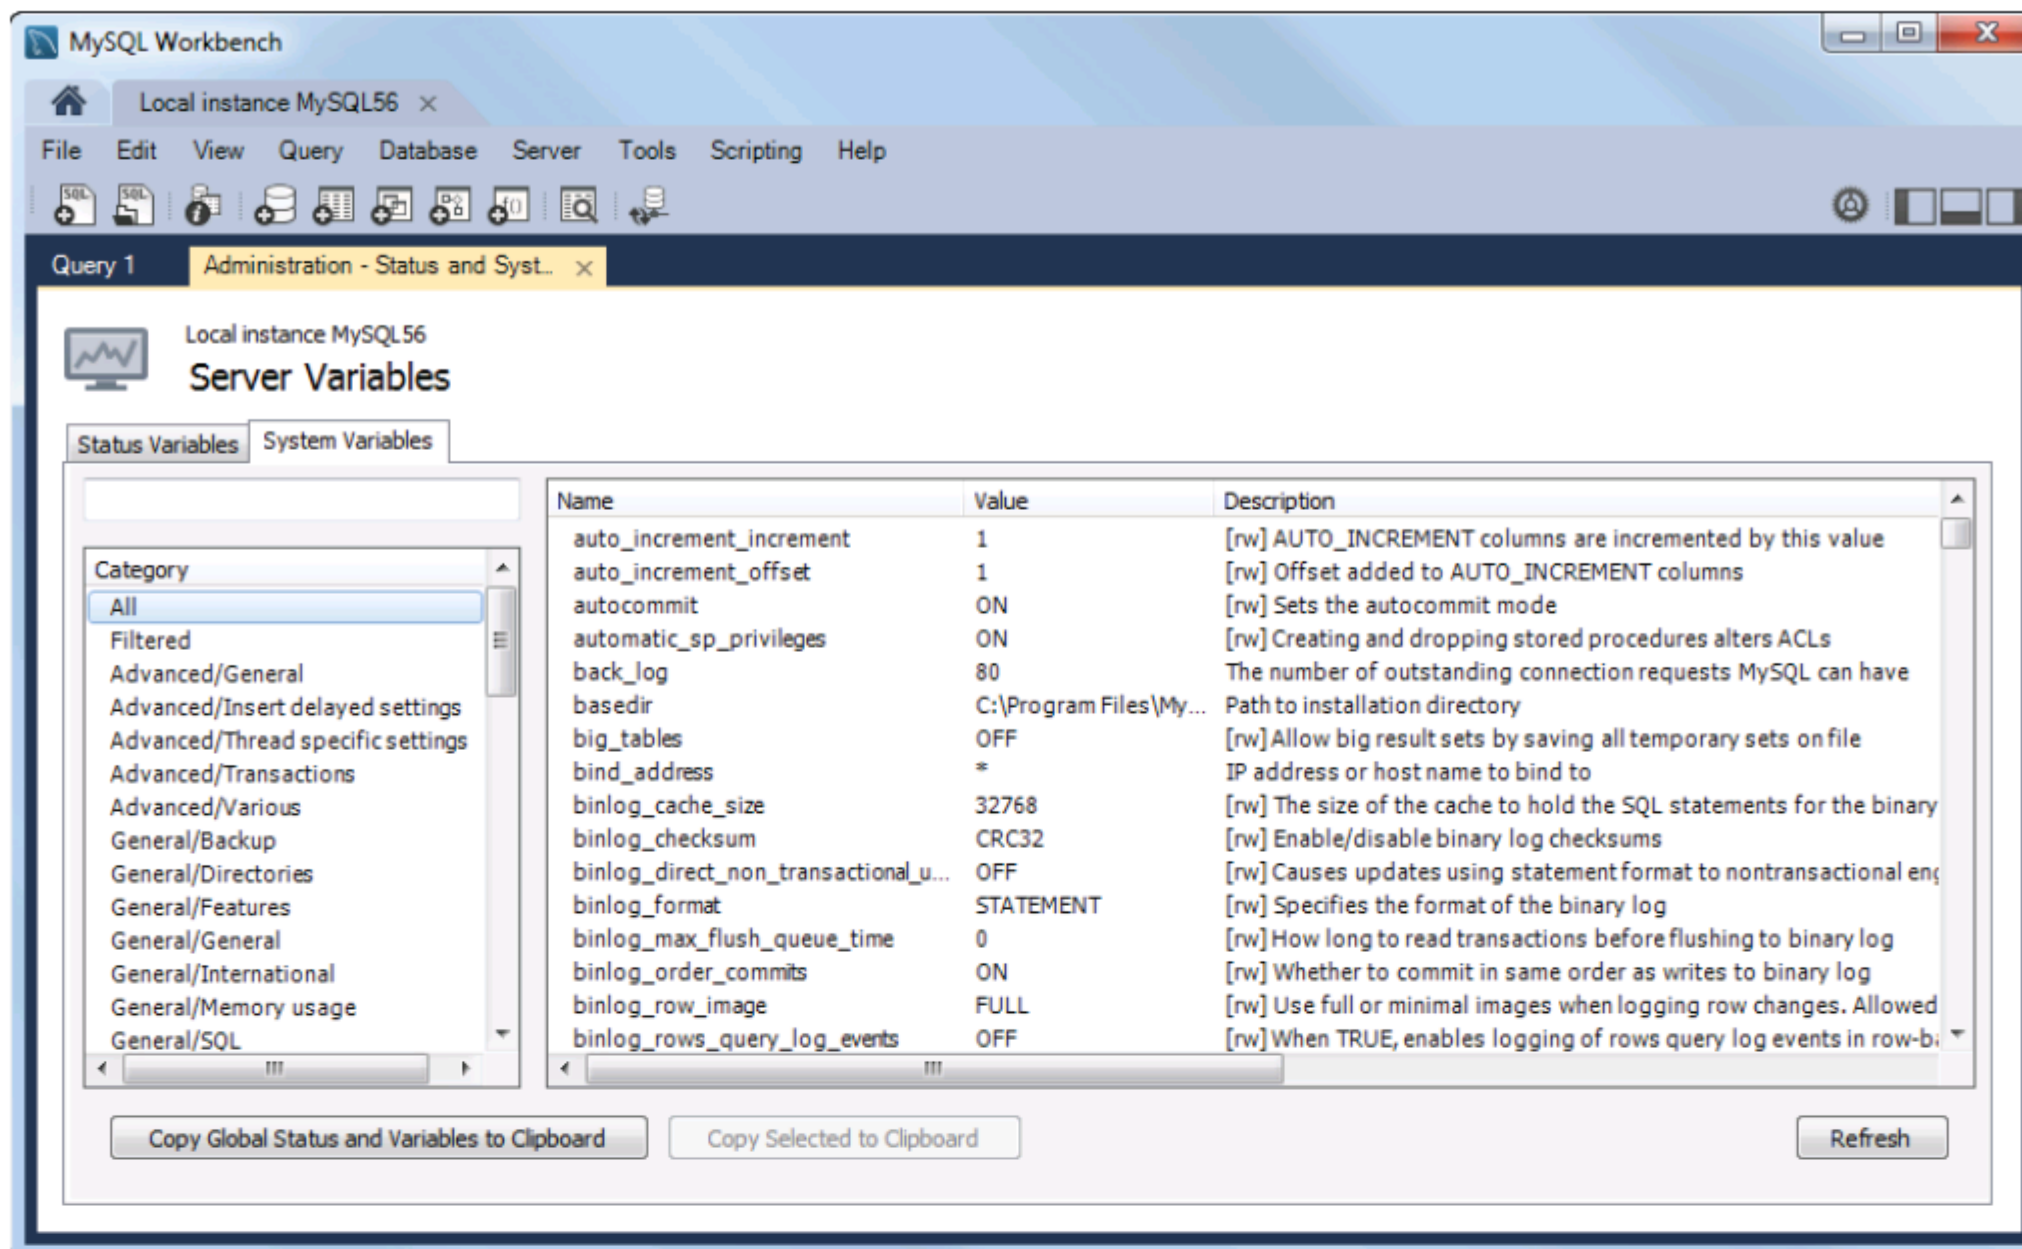 MySQL Workbench
Local instance MySQL56
File Edit View Query Database Server Tools Scripting Help
Query 1 Administration - Status and Syst...
Local instance MySQL56
Server Variables
Status Variables System Variables
Category
All
Filtered
Advanced/General
Advanced/Insert delayed settings
Advanced/Thread specific settings
Advanced/Transactions
Advanced/Various
General/Backup
General/Directories
General/Features
General/General
General/International
General/Memory usage
General/SQL
Name Value Description
auto_increment_increment 1 [rw] AUTO_INCREMENT columns are incremented by this value
auto_increment_offset 1 [rw] Offset added to AUTO_INCREMENT columns
autocommit ON [rw] Sets the autocommit mode
automatic_sp_privileges ON [rw] Creating and dropping stored procedures alters ACLs
back_log 80 The number of outstanding connection requests MySQL can have
basedir C:\Program Files\My... Path to installation directory
big_tables OFF [rw] Allow big result sets by saving all temporary sets on file
bind_address * IP address or host name to bind to
binlog_cache_size 32768 [rw] The size of the cache to hold the SQL statements for the binary
binlog_checksum CRC32 [rw] Enable/disable binary log checksums
binlog_direct_non_transactional_u... OFF [rw] Causes updates using statement format to nontransactional eng
binlog_format STATEMENT [rw] Specifies the format of the binary log
binlog_max_flush_queue_time 0 [rw] How long to read transactions before flushing to binary log
binlog_order_commits ON [rw] Whether to commit in same order as writes to binary log
binlog_row_image FULL [rw] Use full or minimal images when logging row changes. Allowed
binlog_rows_query_log_events OFF [rw] When TRUE, enables logging of rows query log events in row-ba
Copy Global Status and Variables to Clipboard Copy Selected to Clipboard Refresh